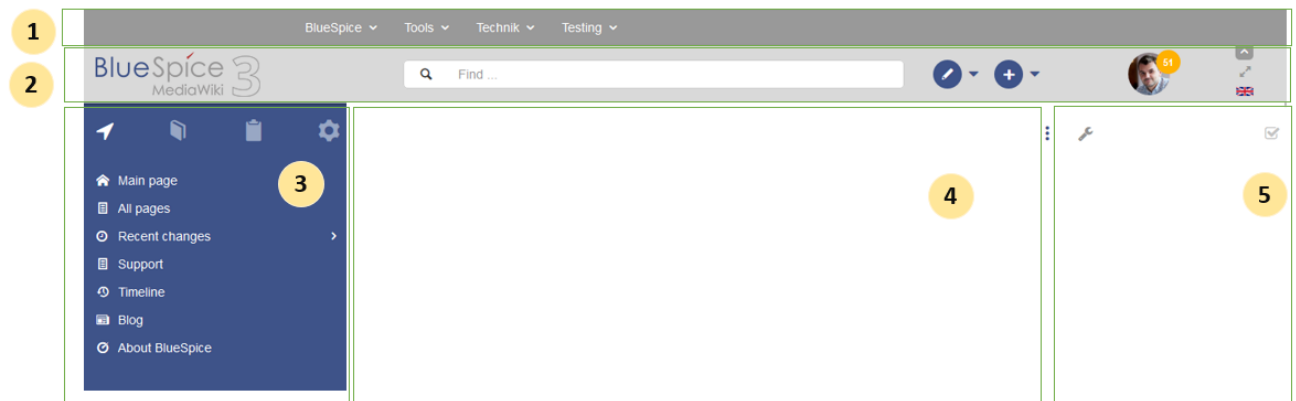 1
BlueSpice Tools Technik Testing
2
BlueSpice 3
MediaWiki
Find ...
51
3
Main page
All pages
Recent changes
Support
Timeline
Blog
About BlueSpice
4
5